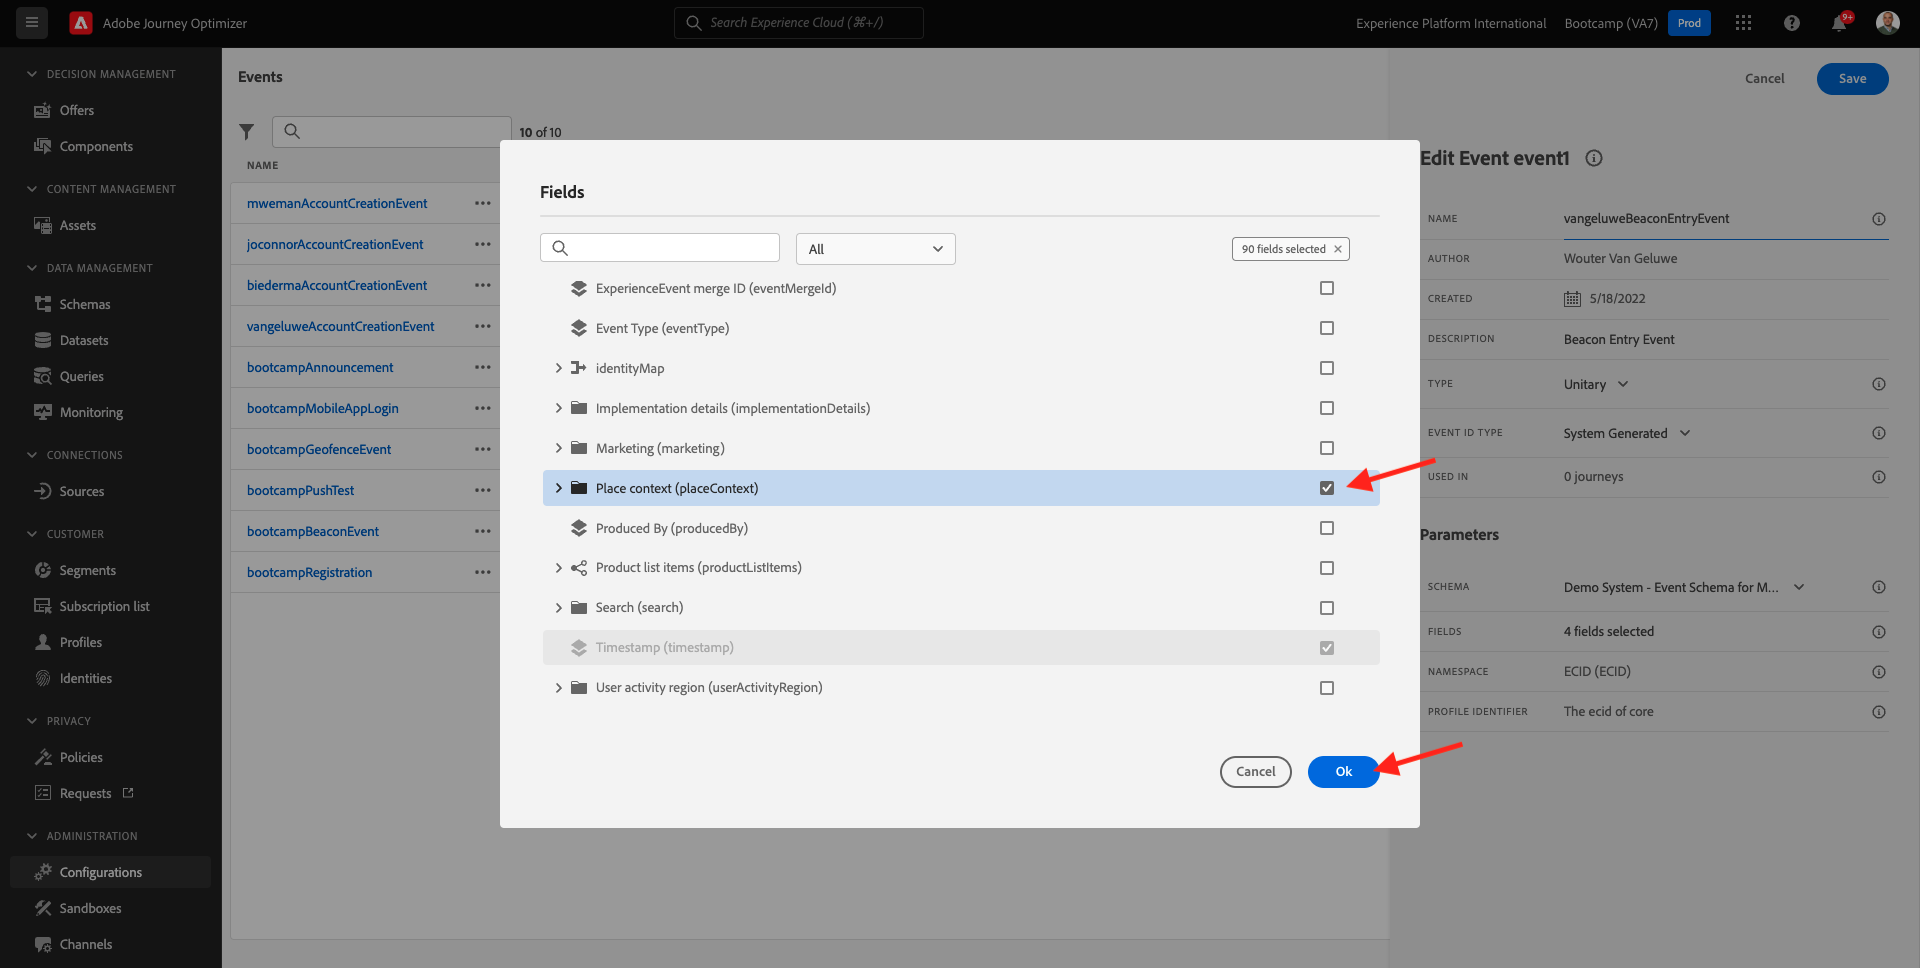 Adobe Journey Optimizer
Search Experience Cloud (⌘+/)
Experience Platform International
Bootcamp (VA7)
Prod
9+
DECISION MANAGEMENT
Offers
Components
CONTENT MANAGEMENT
Assets
DATA MANAGEMENT
Schemas
Datasets
Queries
Monitoring
CONNECTIONS
Sources
CUSTOMER
Segments
Subscription list
Profiles
Identities
PRIVACY
Policies
Requests
ADMINISTRATION
Configurations
Sandboxes
Channels
Events
10 of 10
NAME
mwemanAccountCreationEvent
joconnorAccountCreationEvent
biedermaAccountCreationEvent
vangeluweAccountCreationEvent
bootcampAnnouncement
bootcampMobileAppLogin
bootcampGeofenceEvent
bootcampPushTest
bootcampBeaconEvent
bootcampRegistration
Fields
All
90 fields selected
ExperienceEvent merge ID (eventMergeId)
Event Type (eventType)
identityMap
Implementation details (implementationDetails)
Marketing (marketing)
Place context (placeContext)
Produced By (producedBy)
Product list items (productListItems)
Search (search)
Timestamp (timestamp)
User activity region (userActivityRegion)
Cancel
Ok
Cancel
Save
Edit Event event1
NAME vangeluweBeaconEntryEvent
AUTHOR Wouter Van Geluwe
CREATED 5/18/2022
DESCRIPTION Beacon Entry Event
TYPE Unitary
EVENT ID TYPE System Generated
USED IN 0 journeys
Parameters
SCHEMA Demo System - Event Schema for M...
FIELDS 4 fields selected
NAMESPACE ECID (ECID)
PROFILE IDENTIFIER The ecid of core